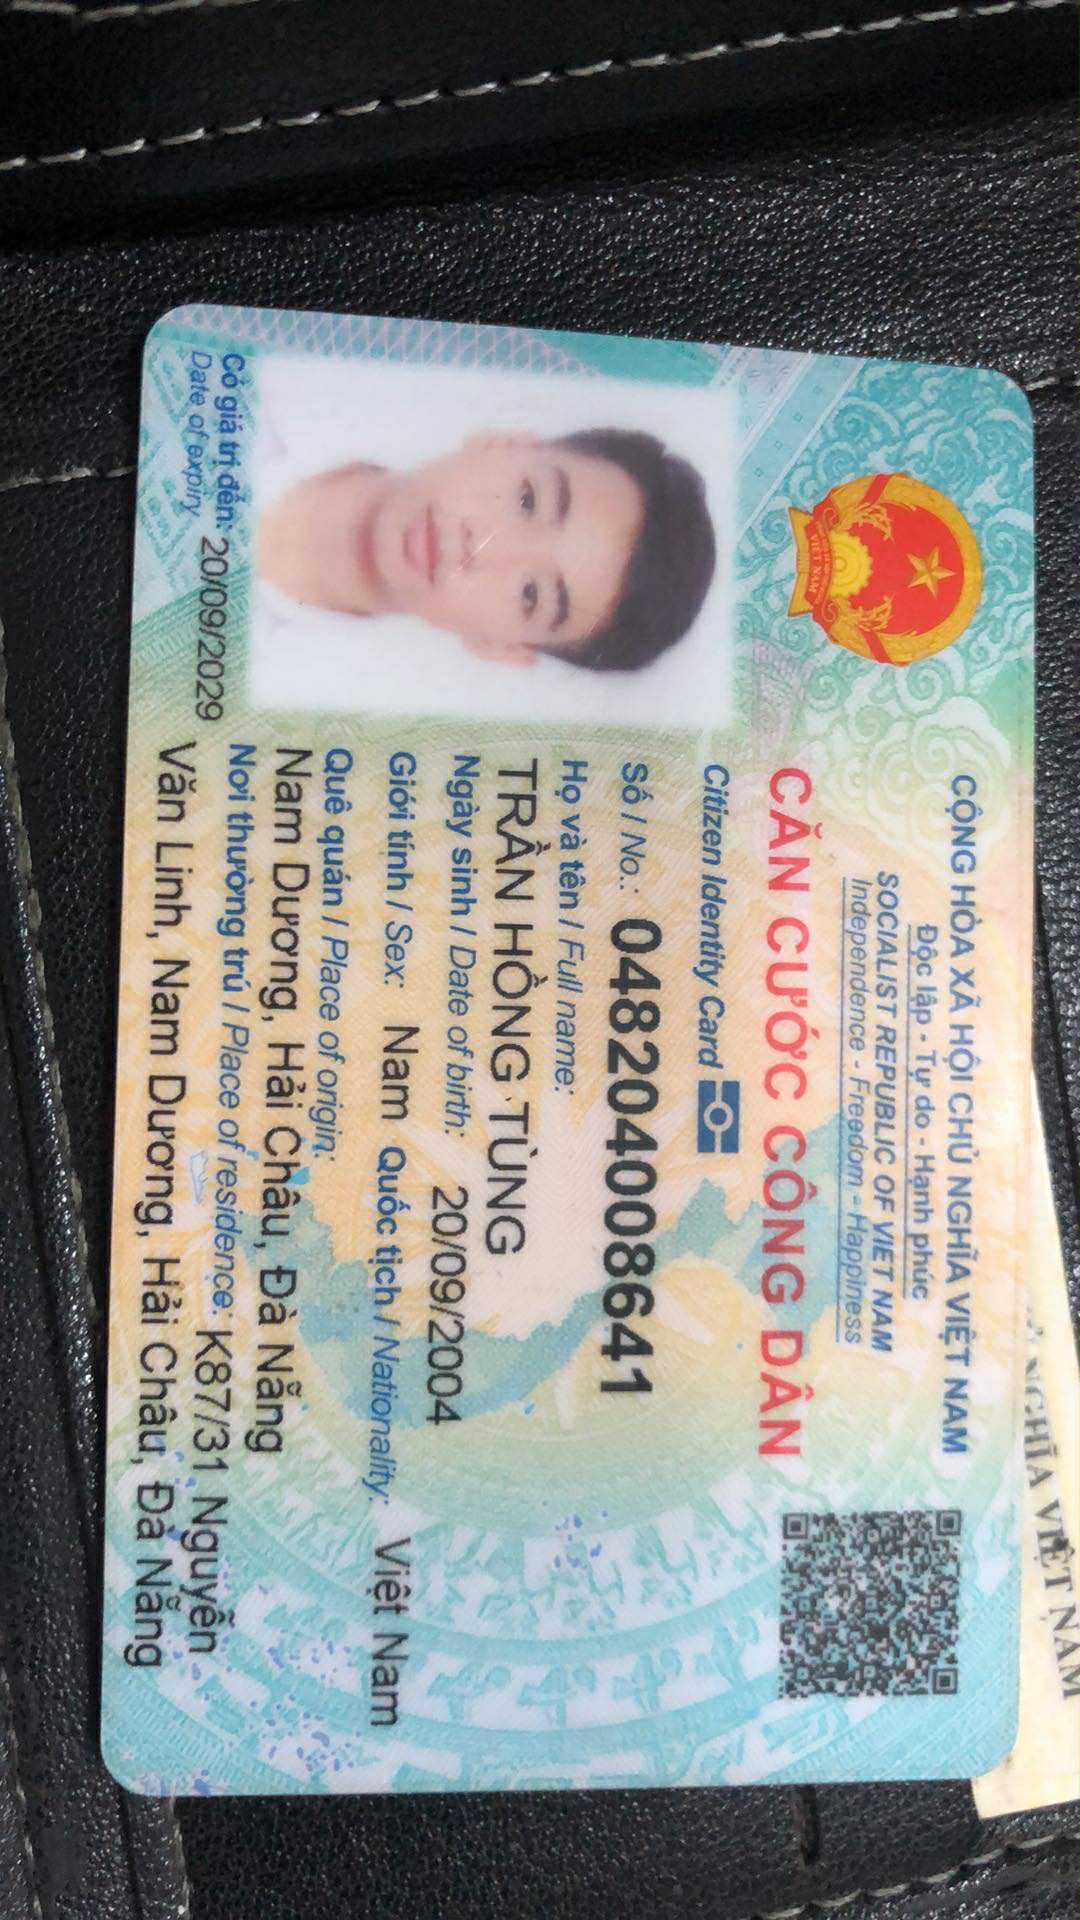 CỘNG HÒA XÃ HỘI CHỦ NGHĨA VIỆT NAM
Độc lập - Tự do - Hạnh phúc
SOCIALIST REPUBLIC OF VIET NAM
Independence - Freedom - Happiness
CĂN CƯỚC CÔNG DÂN
Citizen Identity Card
Số / No.: 048204008641
Họ và tên / Full name:
TRẦN HỒNG TÙNG
Ngày sinh / Date of birth: 20/09/2004
Giới tính / Sex: Nam Quốc tịch / Nationality: Việt Nam
Quê quán / Place of origin:
Nam Dương, Hải Châu, Đà Nẵng
Nơi thường trú / Place of residence: K87/31 Nguyễn
Văn Linh, Nam Dương, Hải Châu, Đà Nẵng
Có giá trị đến: 20/09/2029
Date of expiry
VIỆT NAM
NGHĨA VIỆT NAM